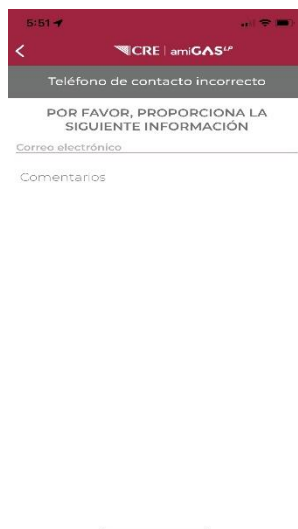 5:51
CRE | amiGAS LP
Teléfono de contacto incorrecto
POR FAVOR, PROPORCIONA LA
SIGUIENTE INFORMACIÓN
Correo electrónico
Comentarios